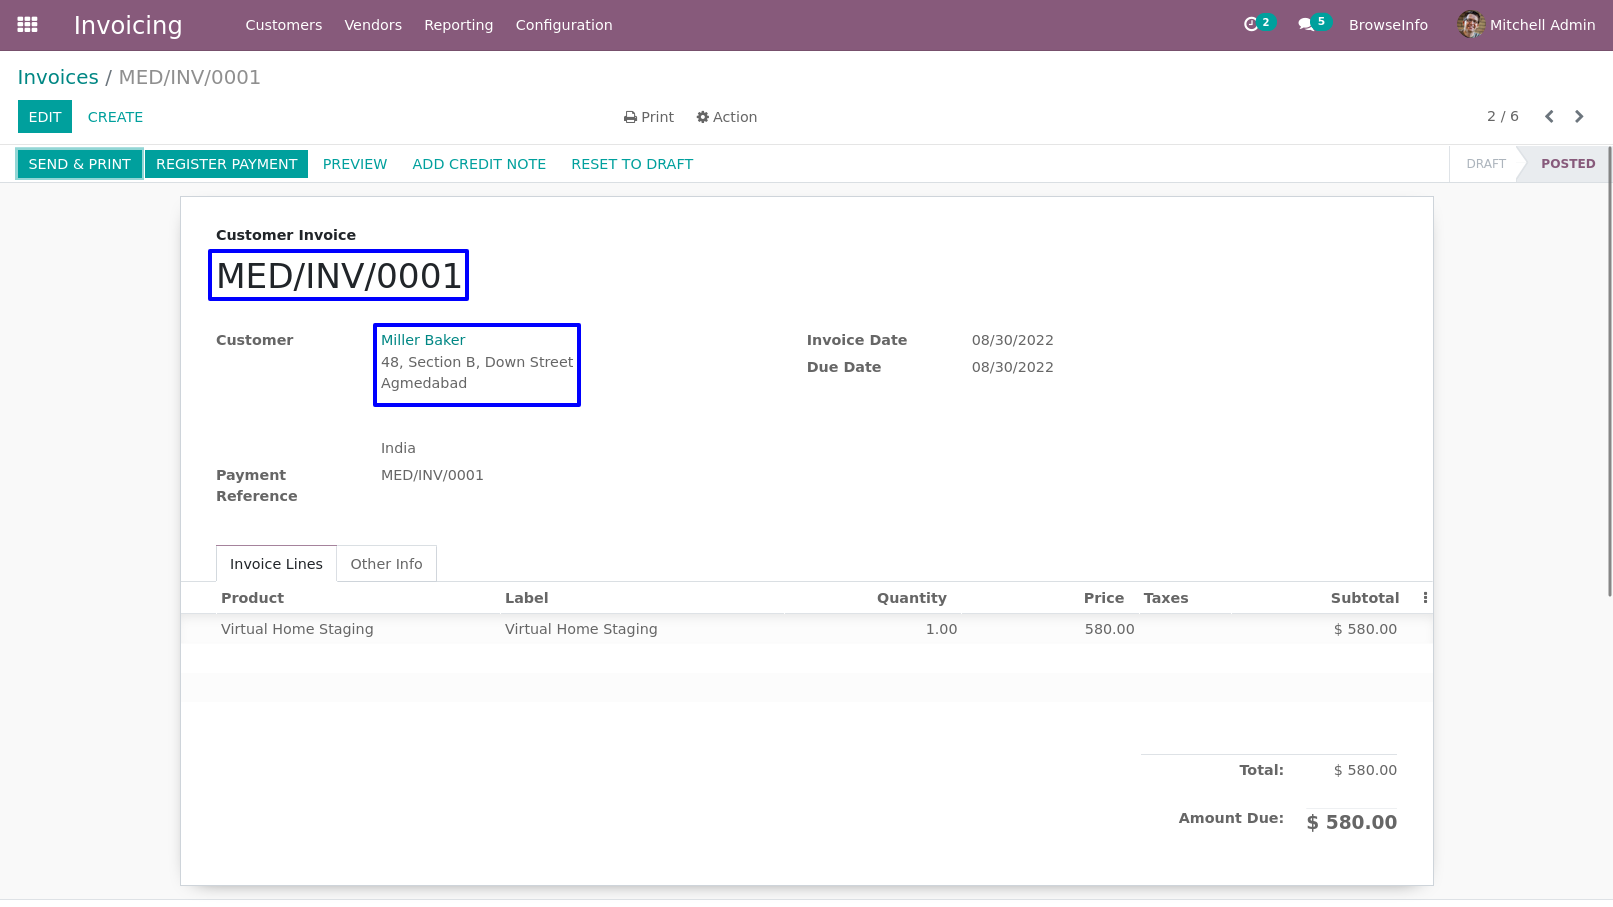 Invoicing Customers Vendors Reporting Configuration 2 5 BrowseInfo Mitchell Admin
Invoices / MED/INV/0001
EDIT CREATE Print Action 2 / 6
SEND & PRINT REGISTER PAYMENT PREVIEW ADD CREDIT NOTE RESET TO DRAFT DRAFT POSTED
Customer Invoice
MED/INV/0001
Customer Miller Baker Invoice Date 08/30/2022
48, Section B, Down Street Due Date 08/30/2022
Agmedabad
India
Payment MED/INV/0001
Reference
Invoice Lines Other Info
Product Label Quantity Price Taxes Subtotal
Virtual Home Staging Virtual Home Staging 1.00 580.00 $ 580.00
Total: $ 580.00
Amount Due: $ 580.00